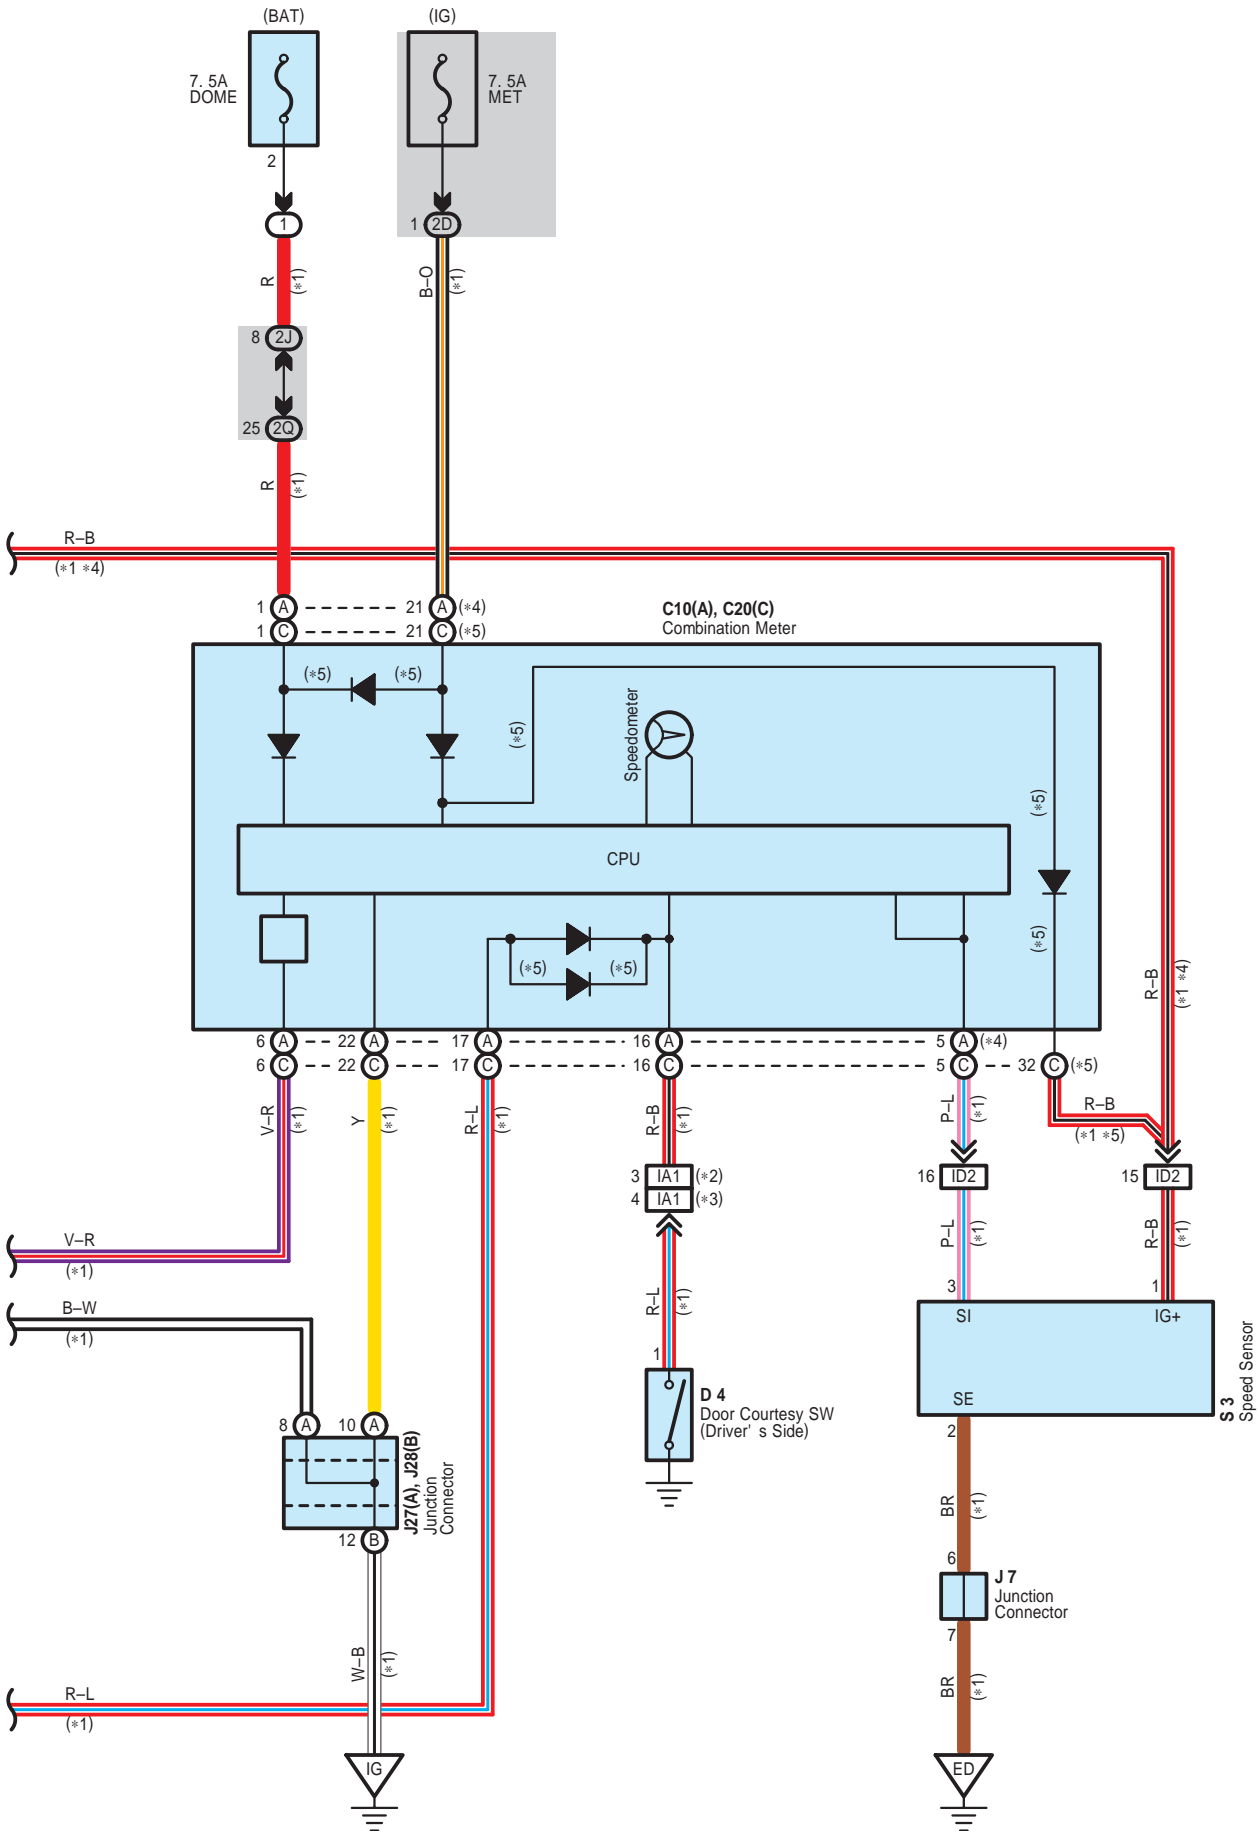 (BAT)
(IG)
7. 5A
DOME
7. 5A
MET
2
1
1 2D
R
(*1)
B–O
(*1)
8 2J
25 2Q
R
(*1)
R–B
(*1 *4)
1 A 21 A (*4)
1 C 21 C (*5)
C10(A), C20(C)
Combination Meter
(*5) (*5)
(*5)
Speedometer
(*5)
CPU
(*5)
(*5) (*5)
R–B
(*1 *4)
6 A 22 A 17 A 16 A 5 A (*4)
6 C 22 C 17 C 16 C 5 C 32 C (*5)
V–R
(*1)
Y
(*1)
R–L
(*1)
R–B
(*1)
P–L
(*1)
R–B
(*1 *5)
3 IA1 (*2)
4 IA1 (*3)
16 ID2
15 ID2
V–R
(*1)
P–L
(*1)
R–B
(*1)
B–W
(*1)
R–L
(*1)
3
1
SI
IG+
SE
S 3
Speed Sensor
1
D 4
Door Courtesy SW
(Driver' s Side)
8 A 10 A
J27(A), J28(B)
Junction
Connector
2
BR
(*1)
12 B
6
J 7
Junction
Connector
7
W–B
(*1)
BR
(*1)
R–L
(*1)
IG
ED